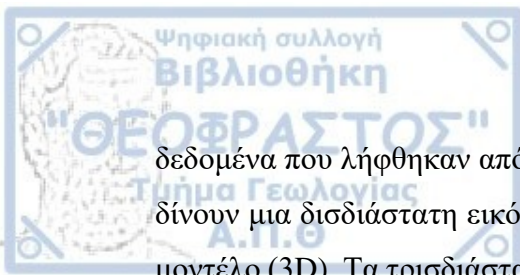 Ψηφιακή συλλογή
Βιβλιοθήκη
"ΘΕΟΦΡΑΣΤΟΣ"
δεδομένα που λήφθηκαν από
Τμήμα Γεωλογίας
δίνουν μια δισδιάστατη εικό
Α.Π.Θ
μοντέλο (3D). Τα τρισδιάστα